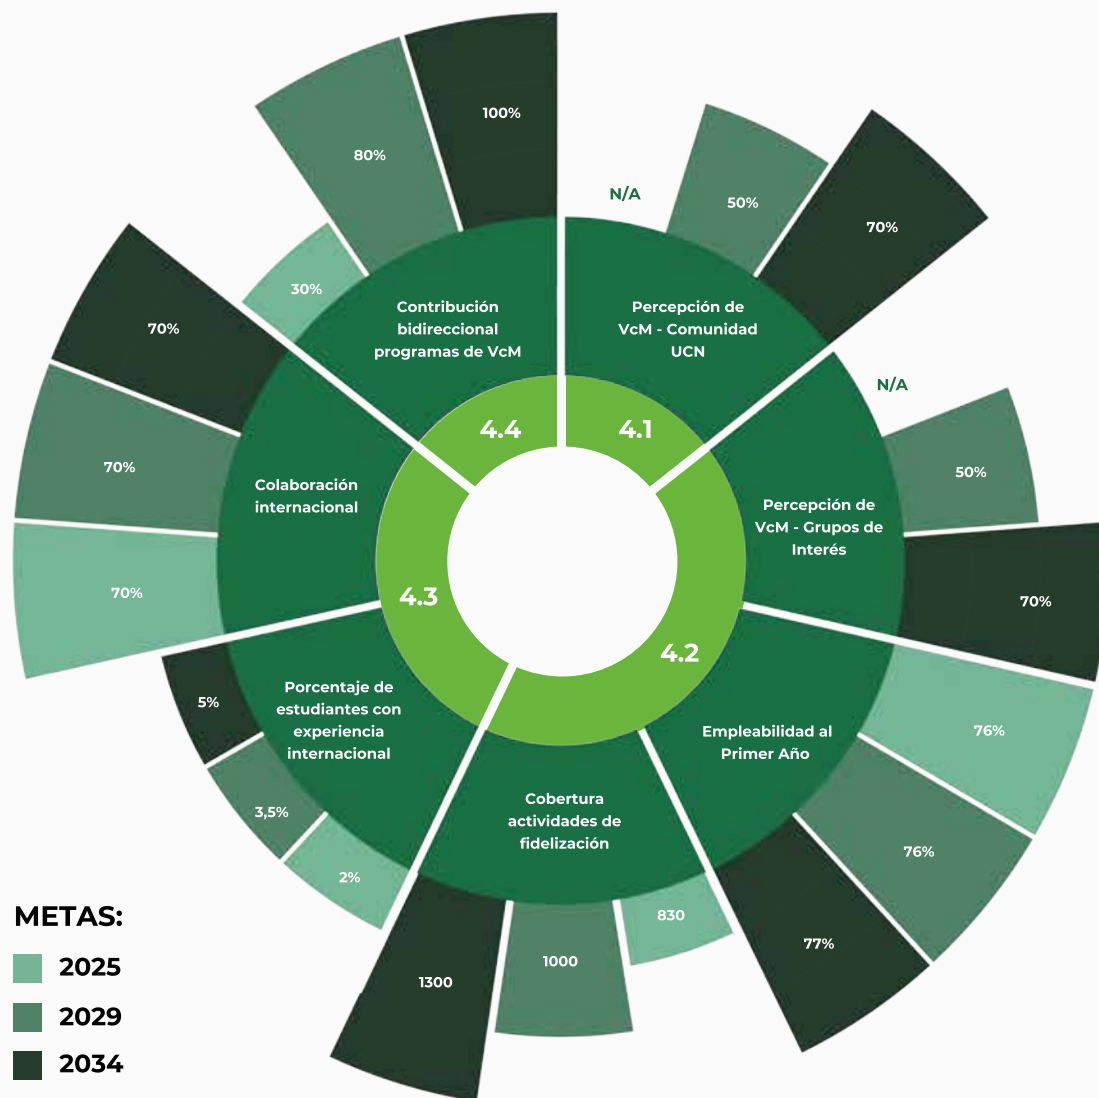 100%
80%
30%
Contribución
bidireccional
programas de VcM
4.4
N/A
50%
70%
Percepción de
VcM - Comunidad
UCN
4.1
N/A
50%
70%
Percepción de
VcM - Grupos de
Interés
4.2
76%
76%
77%
Empleabilidad al
Primer Año
830
1000
1300
Cobertura
actividades de
fidelización
2%
3,5%
5%
Porcentaje de
estudiantes con
experiencia
internacional
4.3
70%
70%
70%
Colaboración
internacional
METAS:
2025
2029
2034